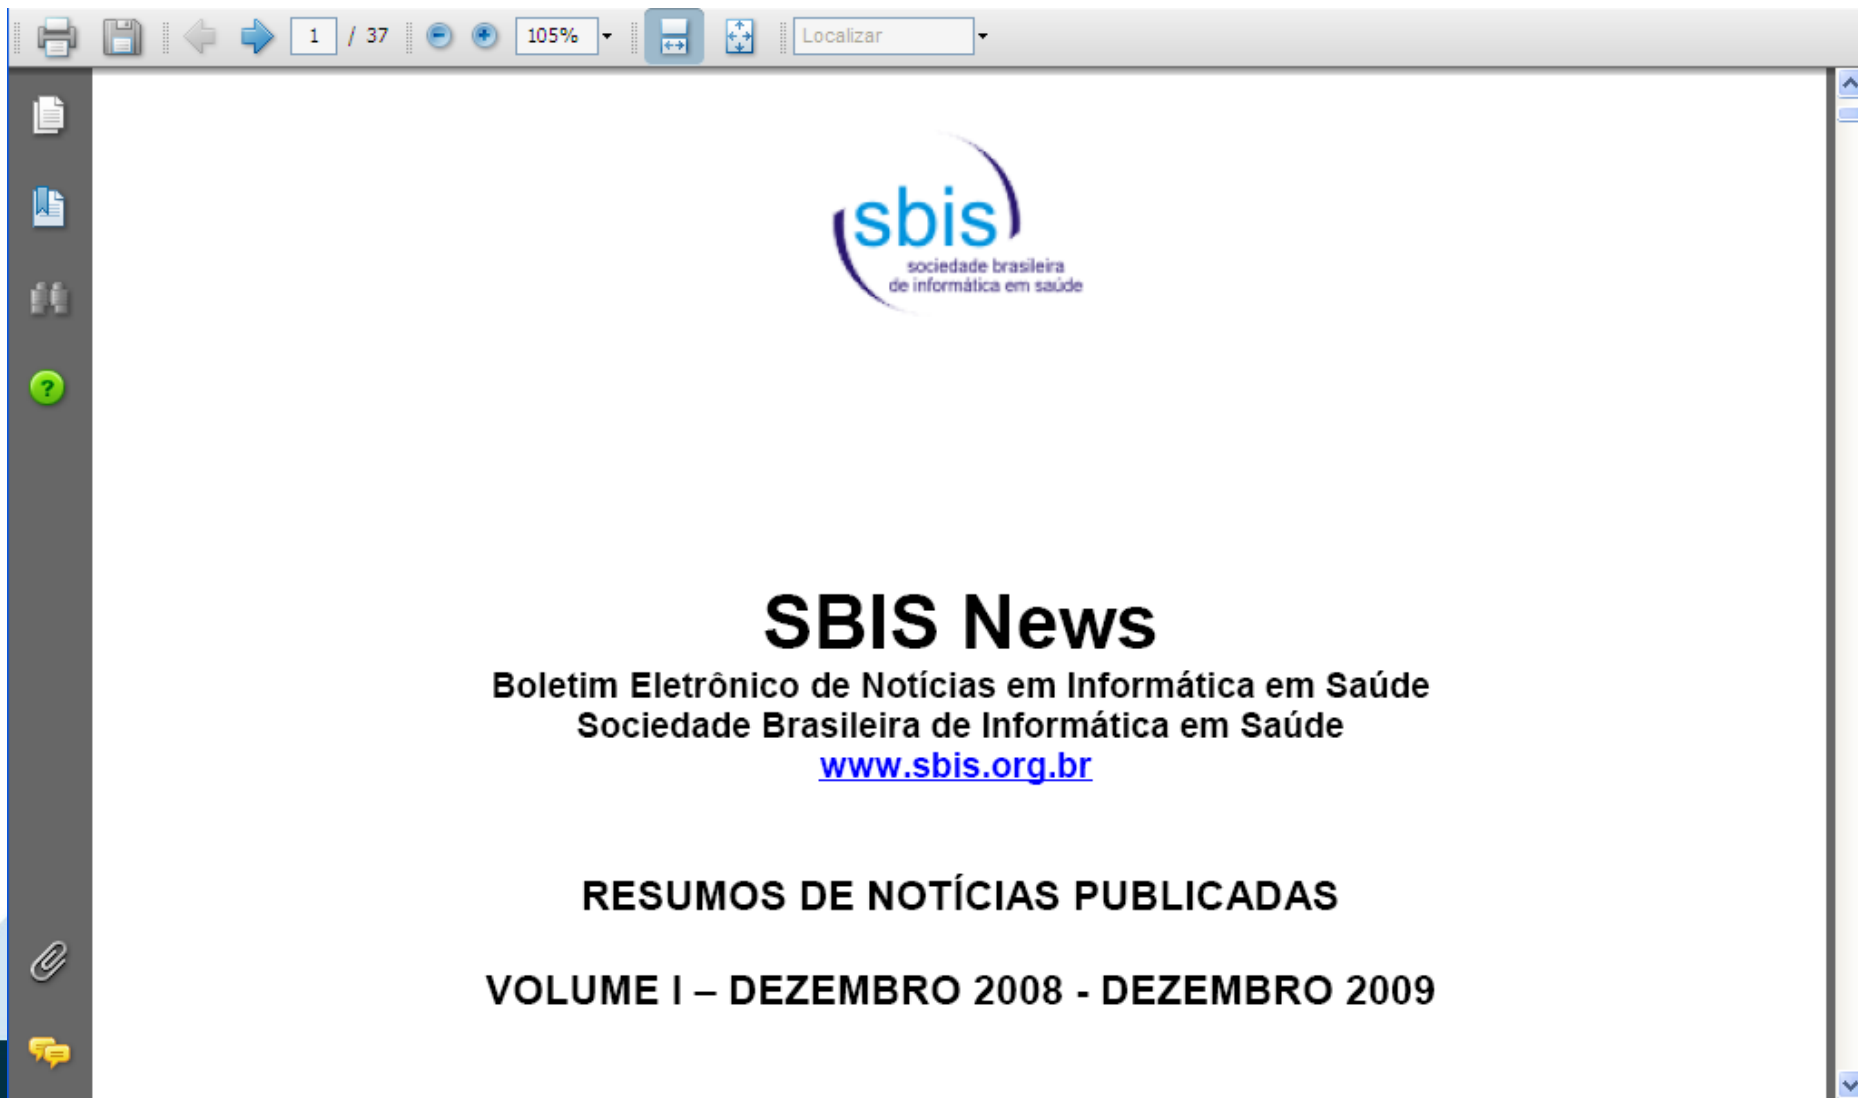 1 / 37 105% Localizar
sbis
sociedade brasileira
de informática em saúde
SBIS News
Boletim Eletrônico de Notícias em Informática em Saúde
Sociedade Brasileira de Informática em Saúde
www.sbis.org.br
RESUMOS DE NOTÍCIAS PUBLICADAS
VOLUME I – DEZEMBRO 2008 - DEZEMBRO 2009